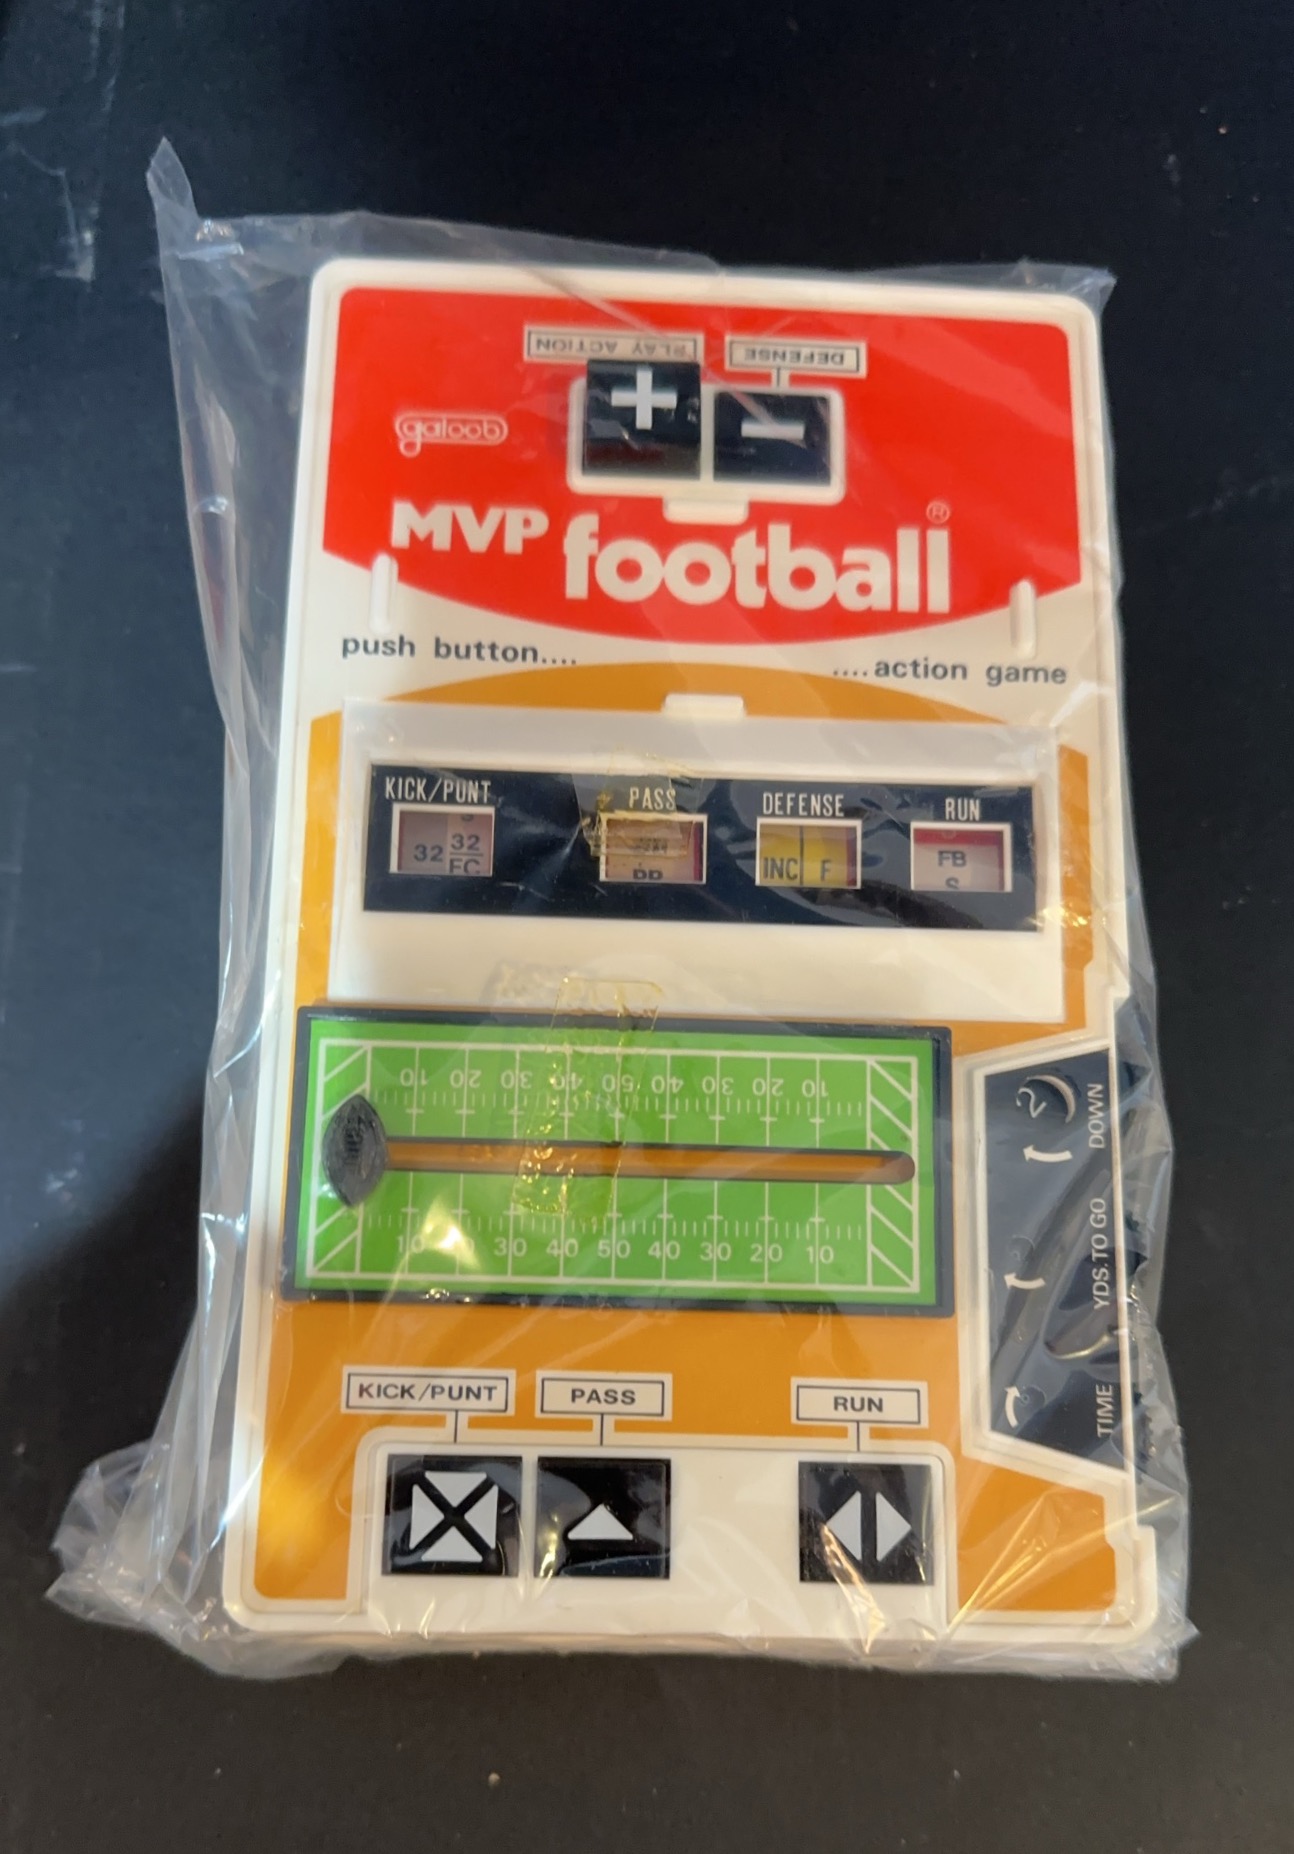 PLAY ACTION
DEFENSE
galoob
MVP football®
push button....
....action game
KICK/PUNT PASS DEFENSE RUN
32 32 FC
INC F
FB
S
10 20 30 40 50 40 30 20 10
2
DOWN
YDS. TO GO
TIME
10 30 40 50 40 30 20 10
KICK/PUNT PASS RUN